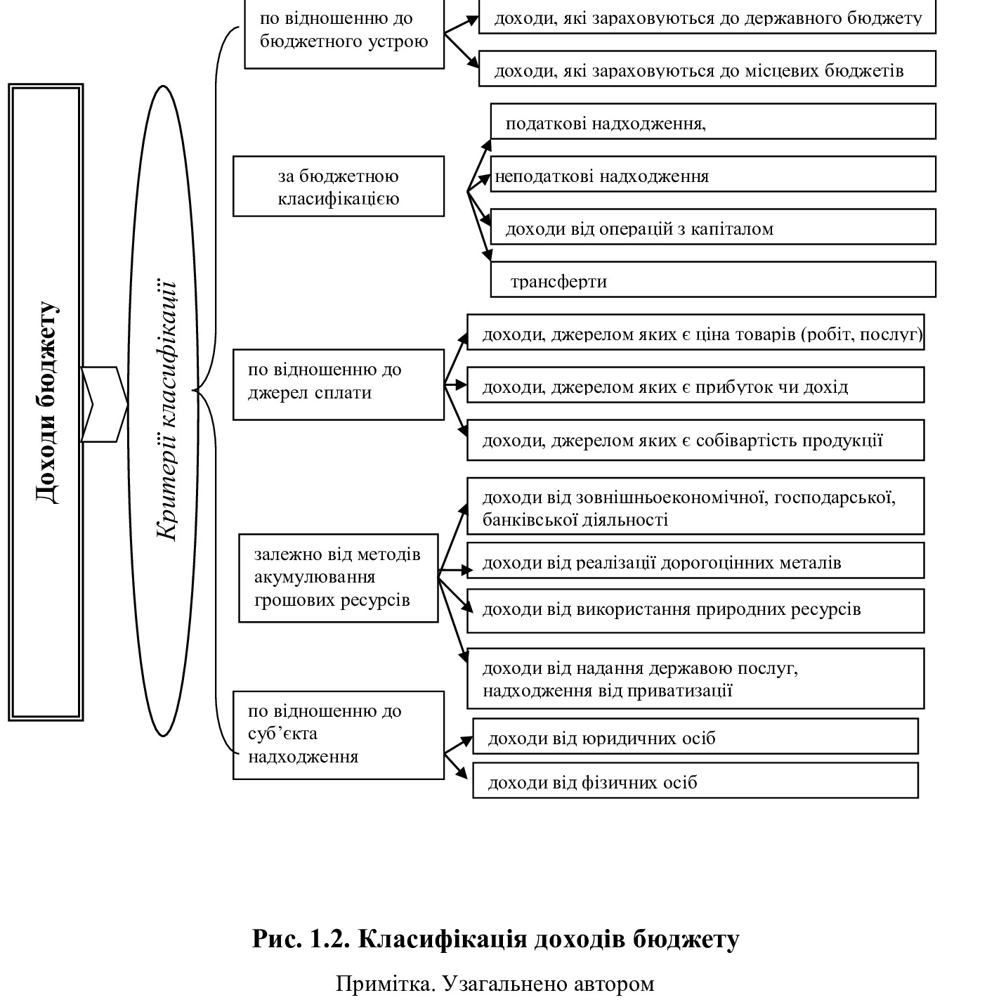 Доходи бюджету
Критерії класифікації
по відношенню до
бюджетного устрою
доходи, які зараховуються до державного бюджету
доходи, які зараховуються до місцевих бюджетів
за бюджетною
класифікацією
податкові надходження,
неподаткові надходження
доходи від операцій з капіталом
трансферти
по відношенню до
джерел сплати
доходи, джерелом яких є ціна товарів (робіт, послуг)
доходи, джерелом яких є прибуток чи дохід
доходи, джерелом яких є собівартість продукції
залежно від методів
акумулювання
грошових ресурсів
доходи від зовнішньоекономічної, господарської,
банківської діяльності
доходи від реалізації дорогоцінних металів
доходи від використання природних ресурсів
доходи від надання державою послуг,
надходження від приватизації
по відношенню до
суб’єкта
надходження
доходи від юридичних осіб
доходи від фізичних осіб
Рис. 1.2. Класифікація доходів бюджету
Примітка. Узагальнено автором